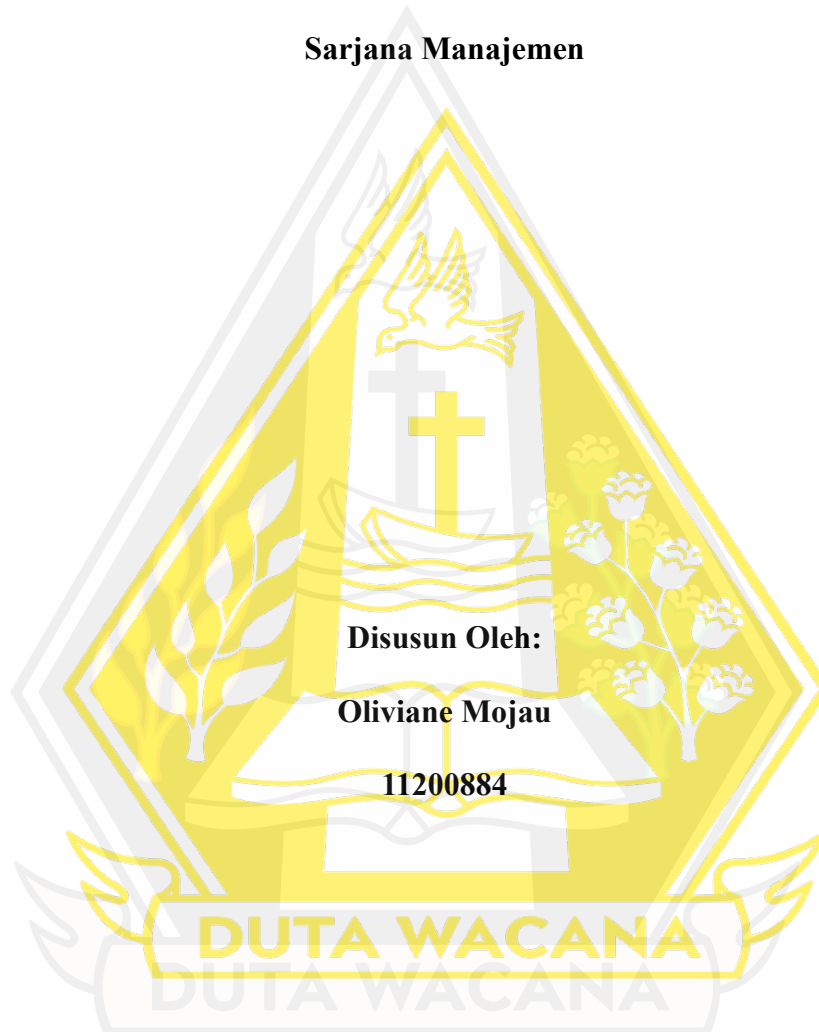 Sarjana Manajemen
Disusun Oleh:
Oliviane Mojau
11200884
DUTA WACANA
DUTA WACANA